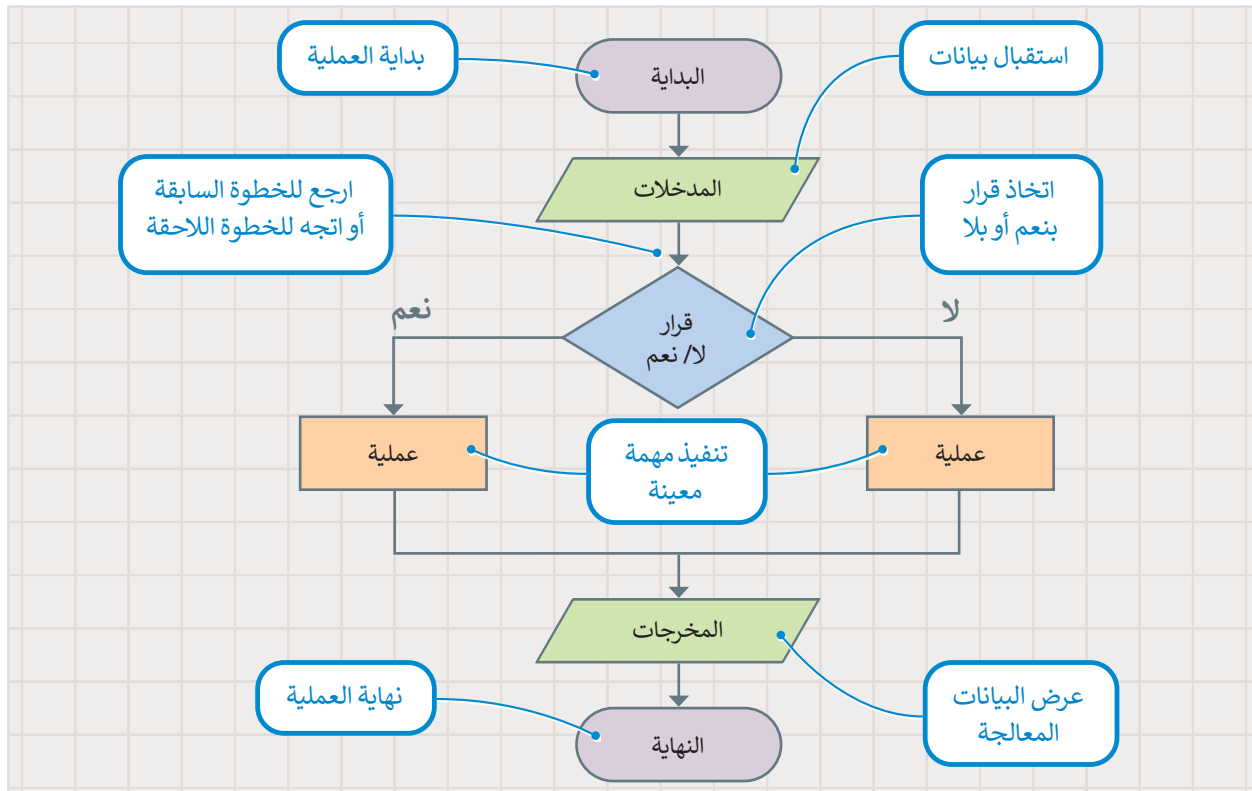 استقبال بيانات
البداية
بداية العملية
المدخلات
اتخاذ قرار
بنعم أو بلا
ارجع للخطوة السابقة
أو اتجه للخطوة اللاحقة
لا
قرار
لا/ نعم
نعم
عملية
تنفيذ مهمة
معينة
عملية
المخرجات
عرض البيانات
المعالجة
النهاية
نهاية العملية